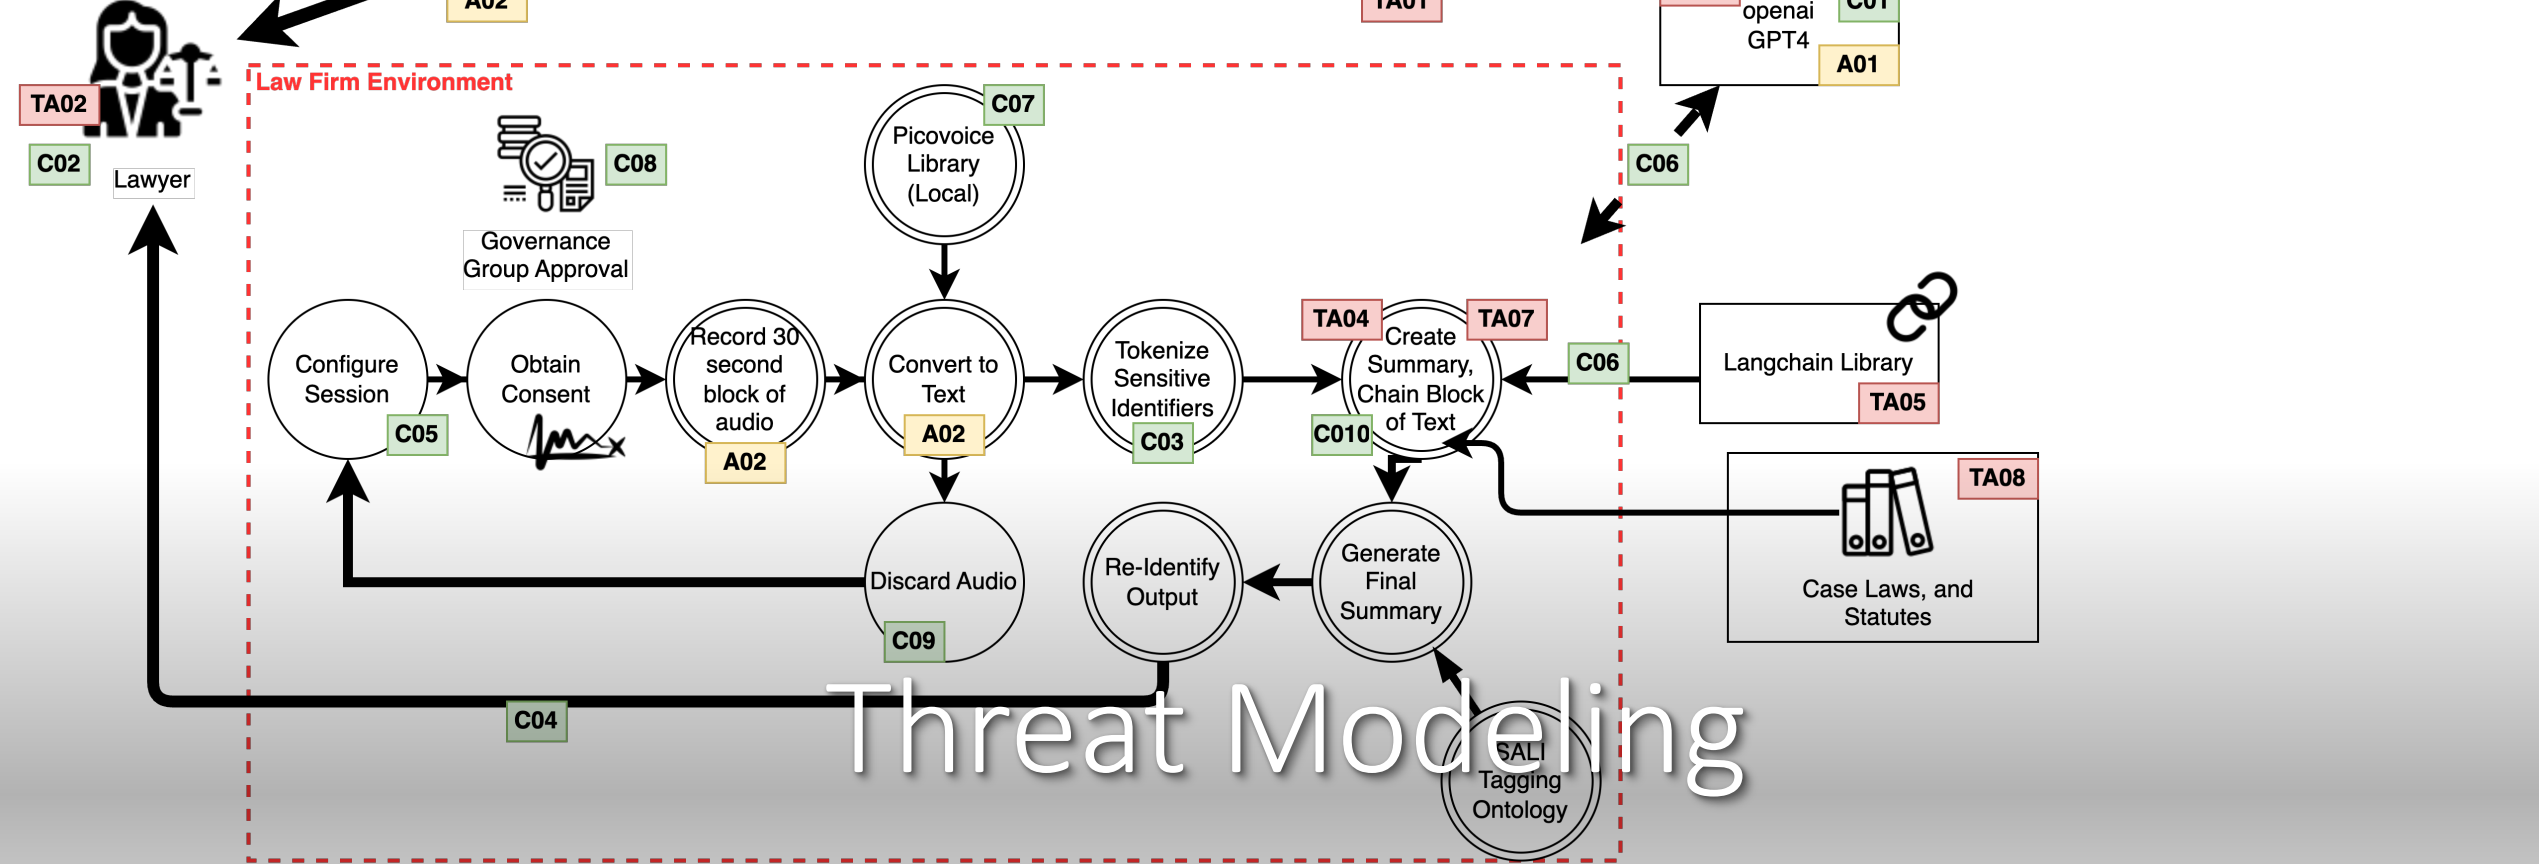 A02
TA01
openai
GPT4
C01
A01
TA02
C02
Lawyer
Law Firm Environment
C08
Governance
Group Approval
Picovoice
Library
(Local)
C07
C06
Configure
Session
C05
Obtain
Consent
Record 30
second
block of
audio
A02
Convert to
Text
A02
Tokenize
Sensitive
Identifiers
C03
TA04
TA07
Create
Summary,
Chain Block
of Text
C010
C06
Langchain Library
TA05
TA08
Case Laws, and
Statutes
Discard Audio
C09
Re-Identify
Output
Generate
Final
Summary
C04
Threat Modeling
SALI
Tagging
Ontology